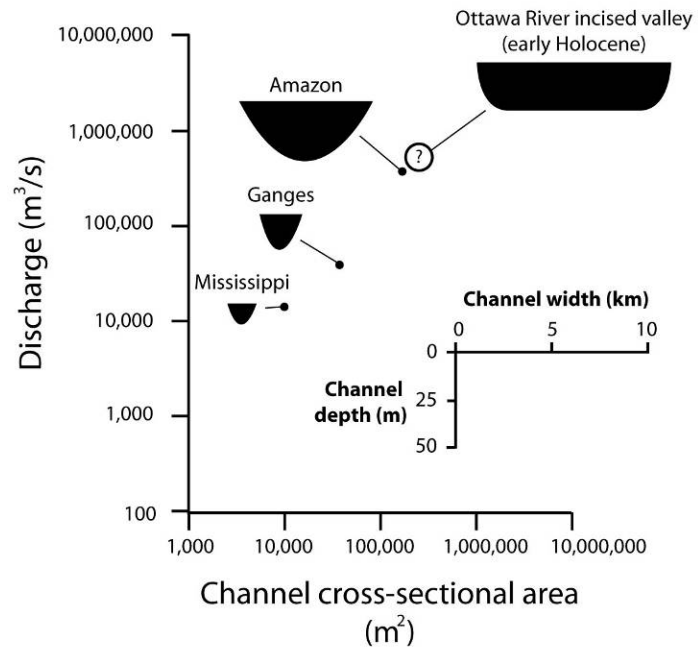 Ottawa River incised valley
(early Holocene)
10,000,000
Amazon
1,000,000
?
Ganges
100,000
Mississippi
Discharge (m³/s)
10,000
Channel width (km)
0 5 10
0
Channel
depth (m)
25
50
1,000
100
1,000 10,000 100,000 1,000,000 10,000,000
Channel cross-sectional area
(m²)